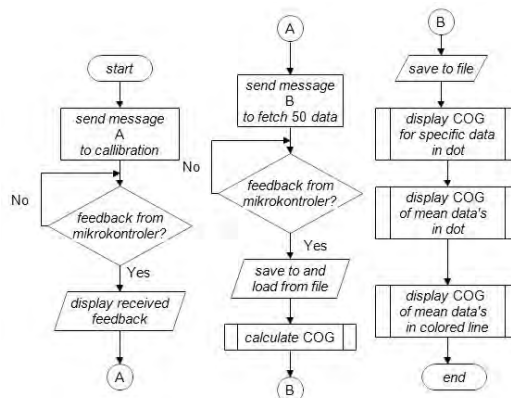 start
send message
A
to callibration
No
feedback from
mikrokontroler?
Yes
display received
feedback
A
A
send message
B
to fetch 50 data
No
feedback from
mikrokontroler?
Yes
save to and
load from file
calculate COG
B
B
save to file
display COG
for specific data
in dot
display COG
of mean data's
in dot
display COG
of mean data's
in colored line
end